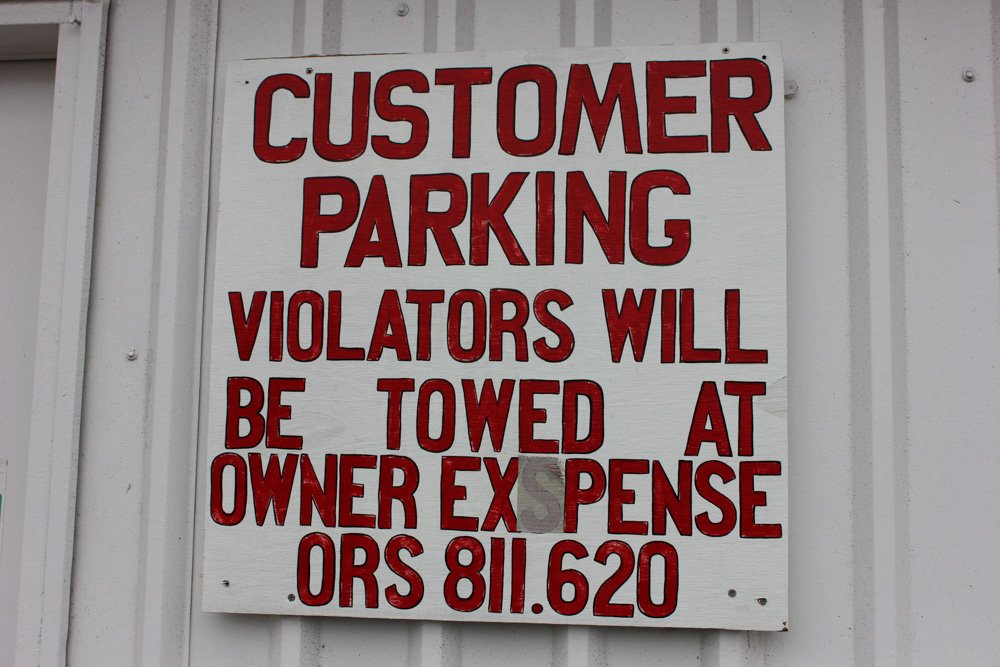 CUSTOMER
PARKING
VIOLATORS WILL
BE TOWED AT
OWNER EXSPENSE
ORS 811.620